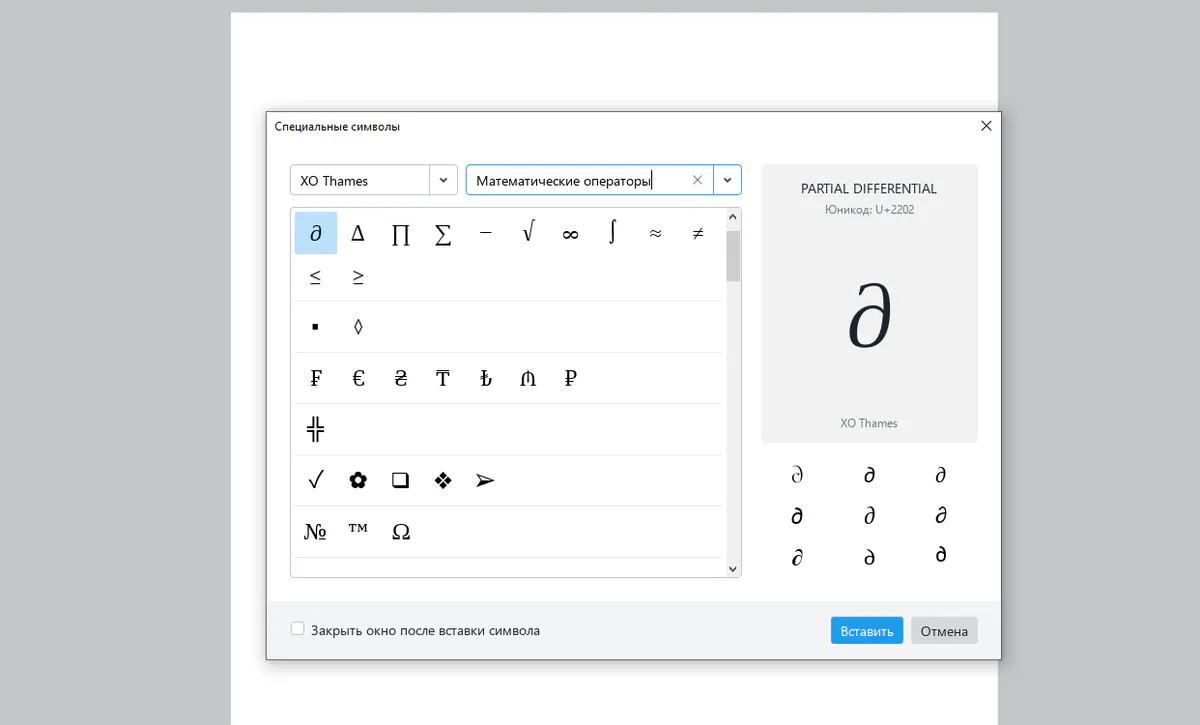 Специальные символы
XO Thames
Математические операторы
∂ ∆ ∏ ∑ − √ ∞ ∫ ≈ ≠
≤ ≥
▪ ◊
₣ € ₴ ₸ ₺ ₼ ₽
╬
✓ ✿ ❏ ❖ ➢
№ ™ Ω
PARTIAL DIFFERENTIAL
Юникод: U+2202
∂
XO Thames
∂ ∂ ∂
∂ ∂ ∂
∂ ∂ ∂
Закрыть окно после вставки символа
Вставить
Отмена